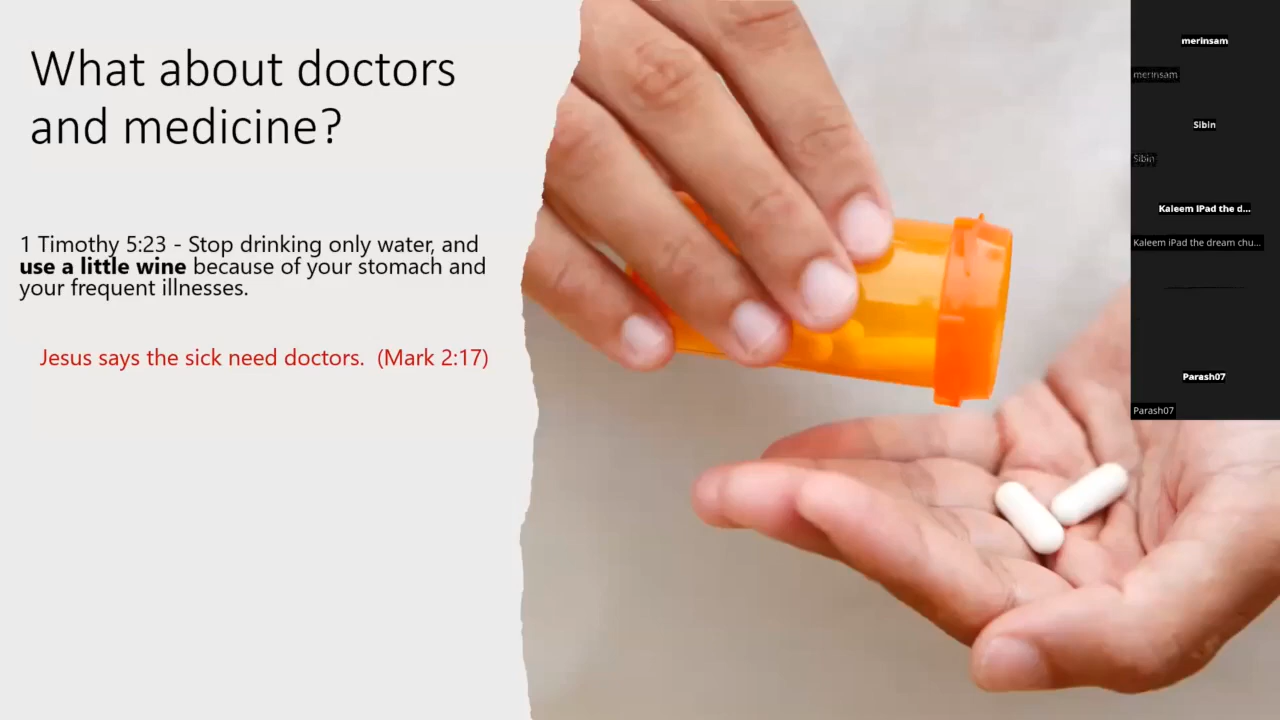 What about doctors
and medicine?
1 Timothy 5:23 - Stop drinking only water, and
use a little wine because of your stomach and
your frequent illnesses.
Jesus says the sick need doctors.  (Mark 2:17)
merinsam
merinsam
Sibin
Sibin
Kaleem IPad the d...
Kaleem iPad the dream chu...
Parash07
Parash07